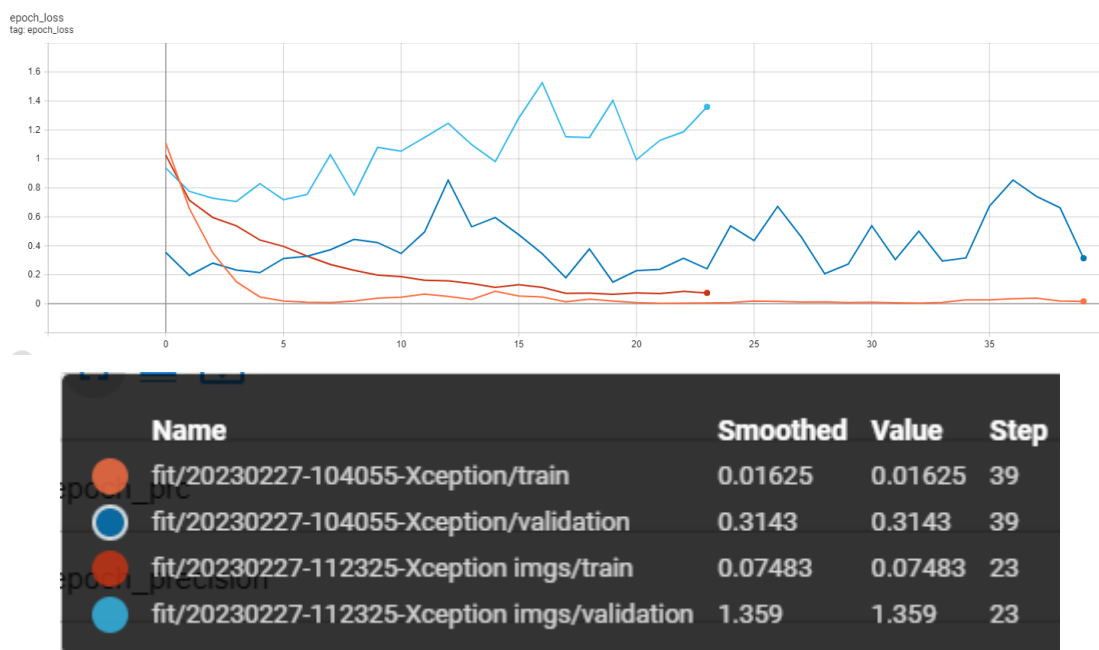 epoch_loss
tag: epoch_loss
1.6
1.4
1.2
1
0.8
0.6
0.4
0.2
0
0 5 10 15 20 25 30 35
Name Smoothed Value Step
fit/20230227-104055-Xception/train 0.01625 0.01625 39
epoch_prc
fit/20230227-104055-Xception/validation 0.3143 0.3143 39
fit/20230227-112325-Xception imgs/train 0.07483 0.07483 23
epoch_precision
fit/20230227-112325-Xception imgs/validation 1.359 1.359 23